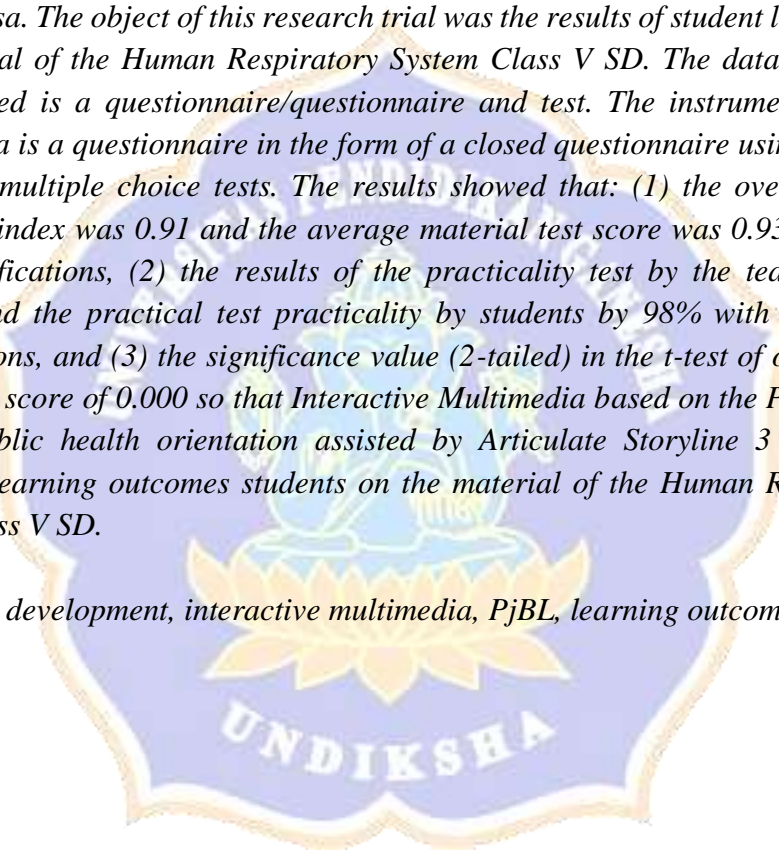 sa. The object of this research trial was the results of student l
al of the Human Respiratory System Class V SD. The data
ed is a questionnaire/questionnaire and test. The instrume
a is a questionnaire in the form of a closed questionnaire usin
multiple choice tests. The results showed that: (1) the ove
index was 0.91 and the average material test score was 0.93
ifications, (2) the results of the practicality test by the tea
nd the practical test practicality by students by 98% with
ons, and (3) the significance value (2-tailed) in the t-test of o
score of 0.000 so that Interactive Multimedia based on the P
blic health orientation assisted by Articulate Storyline 3
earning outcomes students on the material of the Human R
ss V SD.
development, interactive multimedia, PjBL, learning outcom
UNDIKSHA